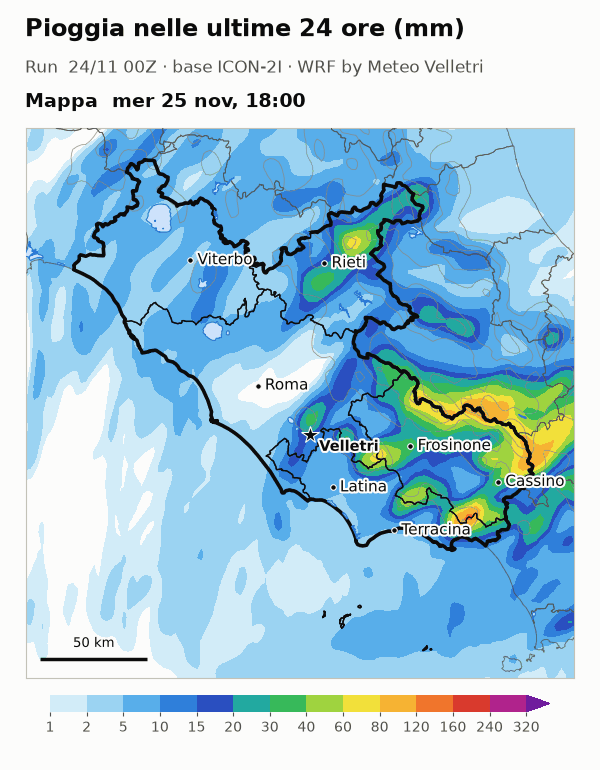 Pioggia nelle ultime 24 ore (mm)
Run  24/11 00Z · base ICON-2I · WRF by Meteo Velletri
Mappa  mer 25 nov, 18:00
Viterbo
Rieti
Roma
Velletri
Frosinone
Latina
Cassino
Terracina
50 km
1 2 5 10 15 20 30 40 60 80 120 160 240 320